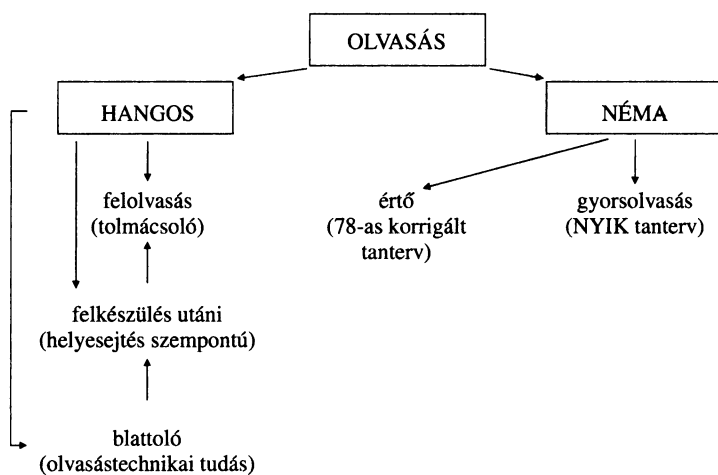 OLVASÁS
HANGOS
NÉMA
felolvasás
(tolmácsoló)
értő
(78-as korrigált
tanterv)
gyorsolvasás
(NYIK tanterv)
felkészülés utáni
(helyesejtés szempontú)
blattoló
(olvasástechnikai tudás)